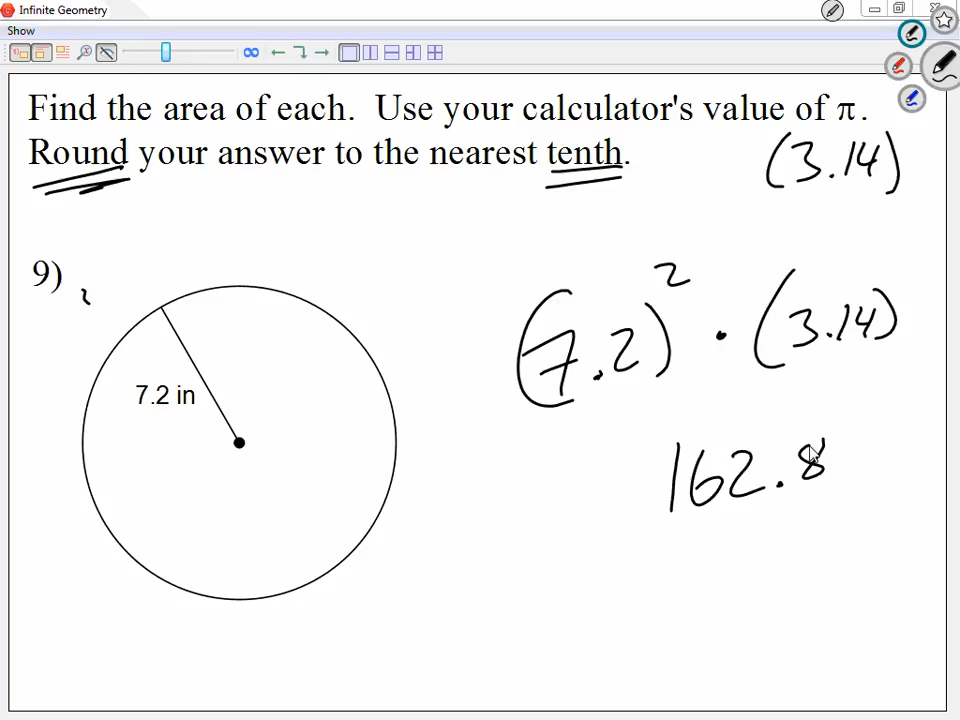 Infinite Geometry
Show
Find the area of each. Use your calculator's value of π.
Round your answer to the nearest tenth.
(3.14)
9)
7.2 in
(7.2)² · (3.14)
162.8